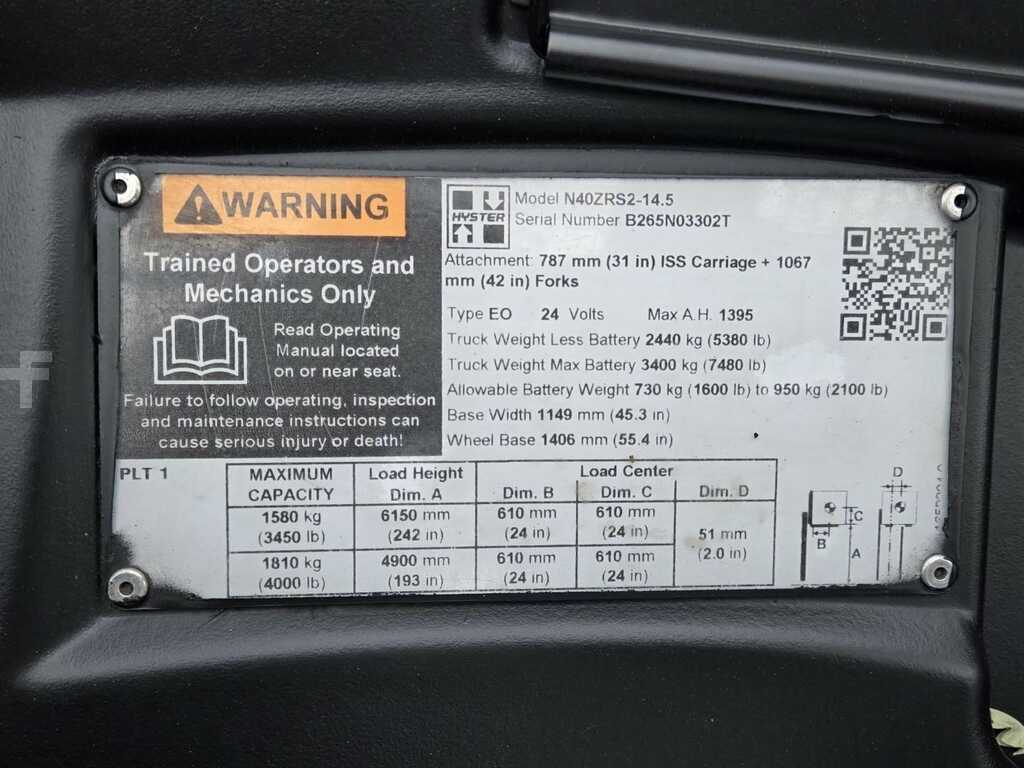 WARNING
Trained Operators and
Mechanics Only
Read Operating
Manual located
on or near seat.
Failure to follow operating, inspection
and maintenance instructions can
cause serious injury or death!
HYSTER
Model N40ZRS2-14.5
Serial Number B265N03302T
Attachment: 787 mm (31 in) ISS Carriage + 1067
mm (42 in) Forks
Type EO 24 Volts Max A.H. 1395
Truck Weight Less Battery 2440 kg (5380 lb)
Truck Weight Max Battery 3400 kg (7480 lb)
Allowable Battery Weight 730 kg (1600 lb) to 950 kg (2100 lb)
Base Width 1149 mm (45.3 in)
Wheel Base 1406 mm (55.4 in)
PLT 1
MAXIMUM CAPACITY Load Height Dim. A Load Center
Dim. B Dim. C Dim. D
1580 kg 6150 mm 610 mm 610 mm
(3450 lb) (242 in) (24 in) (24 in)
51 mm
(2.0 in)
1810 kg 4900 mm 610 mm 610 mm
(4000 lb) (193 in) (24 in) (24 in)
D
C
B
A